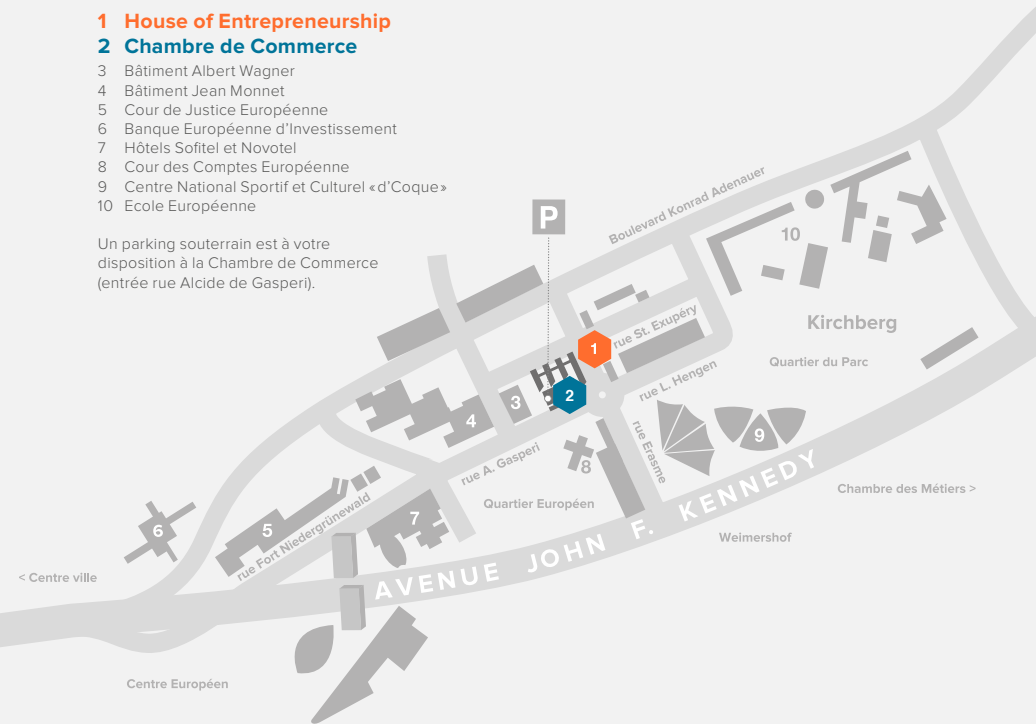 1 House of Entrepreneurship
2 Chambre de Commerce
3 Bâtiment Albert Wagner
4 Bâtiment Jean Monnet
5 Cour de Justice Européenne
6 Banque Européenne d’Investissement
7 Hôtels Sofitel et Novotel
8 Cour des Comptes Européenne
9 Centre National Sportif et Culturel «d’Coque»
10 Ecole Européenne
Un parking souterrain est à votre
disposition à la Chambre de Commerce
(entrée rue Alcide de Gasperi).
P
Boulevard Konrad Adenauer
10
Kirchberg
rue St. Exupéry
1
Quartier du Parc
rue L. Hengen
2
3
4
9
rue Erasme
8
rue A. Gasperi
Quartier Européen
Chambre des Métiers >
7
5
6
rue Fort Niedergrünewald
Weimershof
AVENUE JOHN F. KENNEDY
< Centre ville
Centre Européen